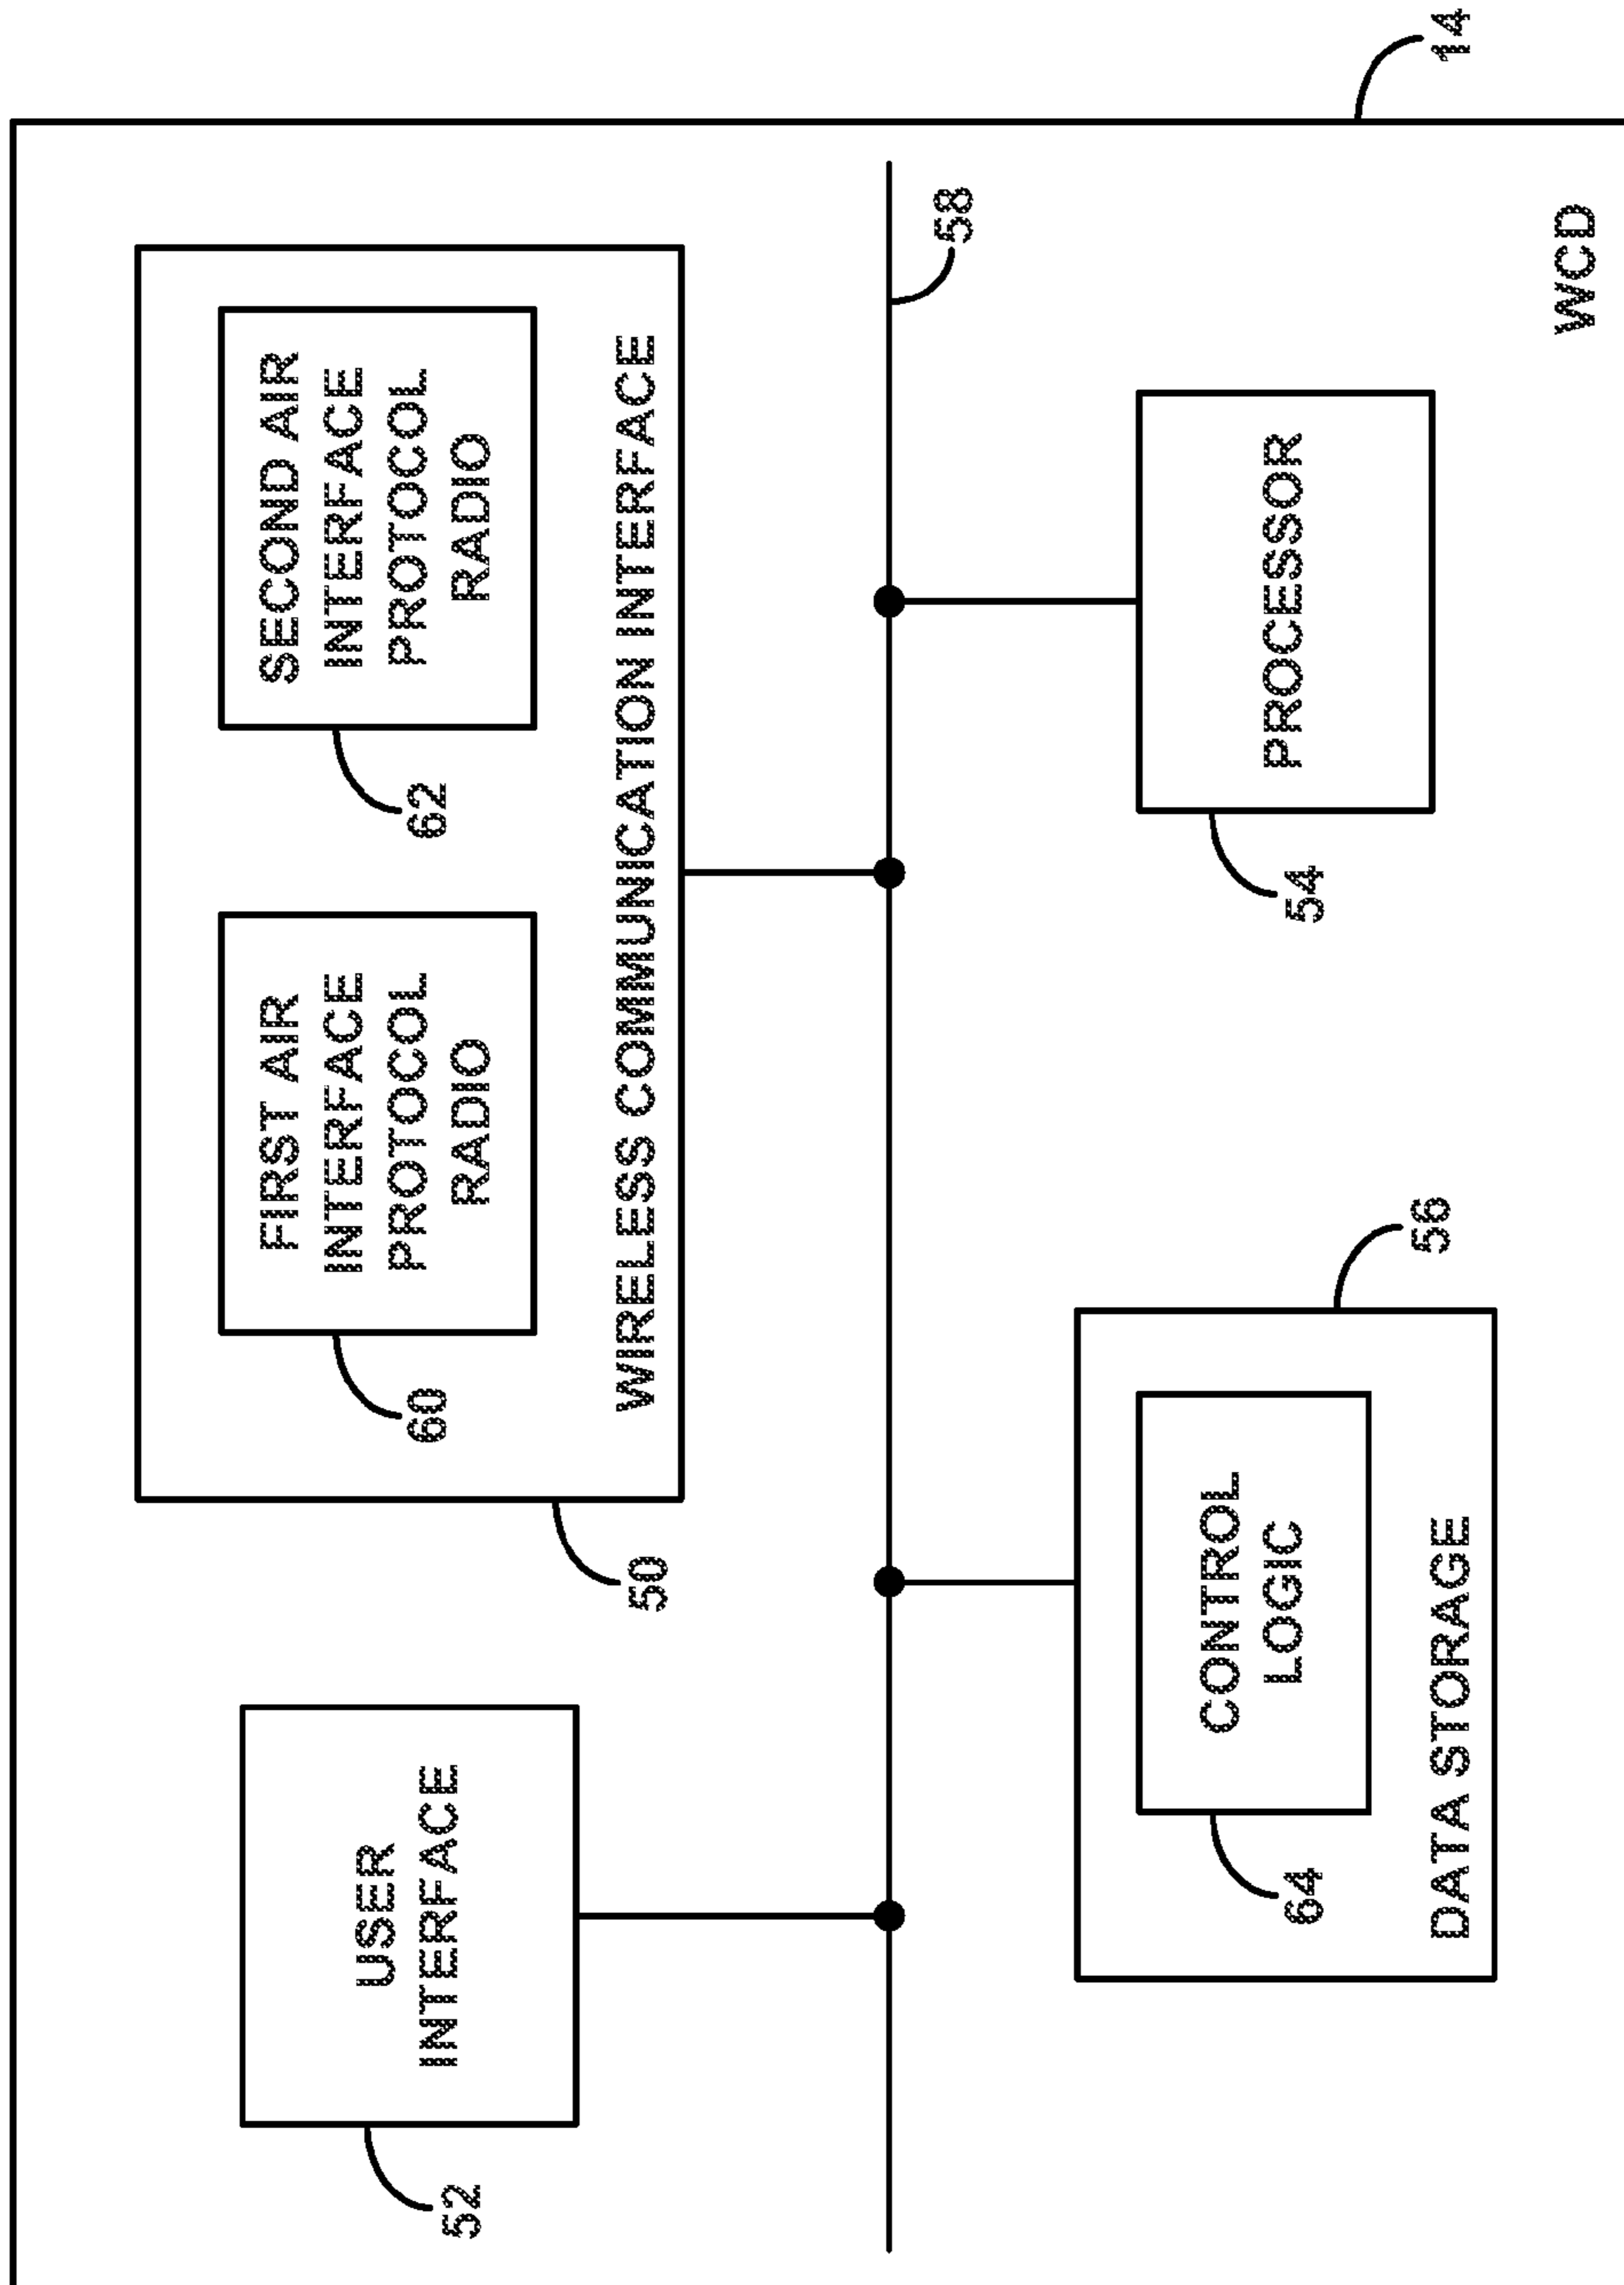 14
52
USER
INTERFACE
50
60
FIRST AIR
INTERFACE
PROTOCOL
RADIO
62
SECOND AIR
INTERFACE
PROTOCOL
RADIO
WIRELESS COMMUNICATION INTERFACE
58
64
CONTROL
LOGIC
DATA STORAGE
56
54
PROCESSOR
WCD